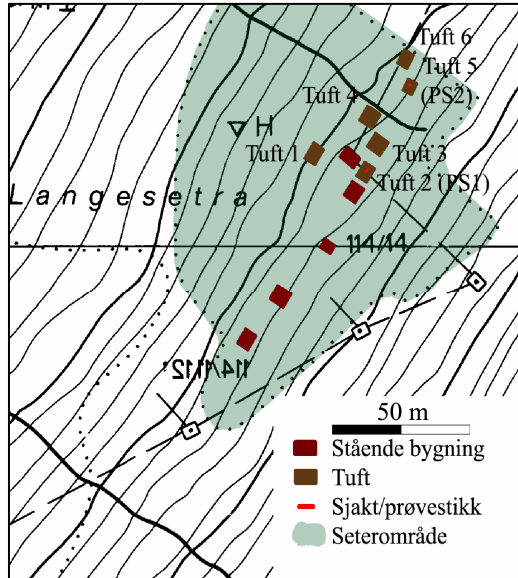 Tuft 6
Tuft 5
(PS2)
Tuft 4
H
Tuft 1
Tuft 3
Tuft 2 (PS1)
Langesetra
114/14
114/1112
50 m
Stående bygning
Tuft
Sjakt/prøvestikk
Seterområde